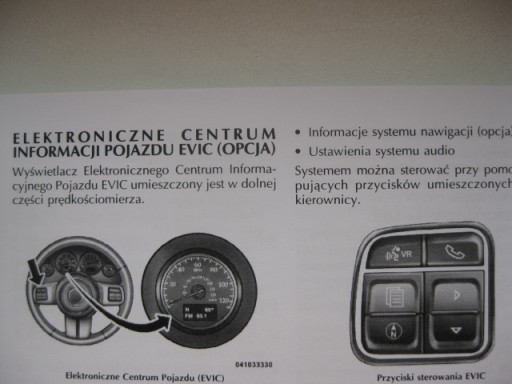 ELEKTRONICZNE CENTRUM
INFORMACJI POJAZDU EVIC (OPCJA)
Wyświetlacz Elektronicznego Centrum Informa-
cyjnego Pojazdu EVIC umieszczony jest w dolnej
części prędkościomierza.
041033330
Elektroniczne Centrum Pojazdu (EVIC)
• Informacje systemu nawigacji (opcja
• Ustawienia systemu audio
Systemem można sterować przy pomo
pujących przycisków umieszczonych
kierownicy.
VR
N
Przyciski sterowania EVIC